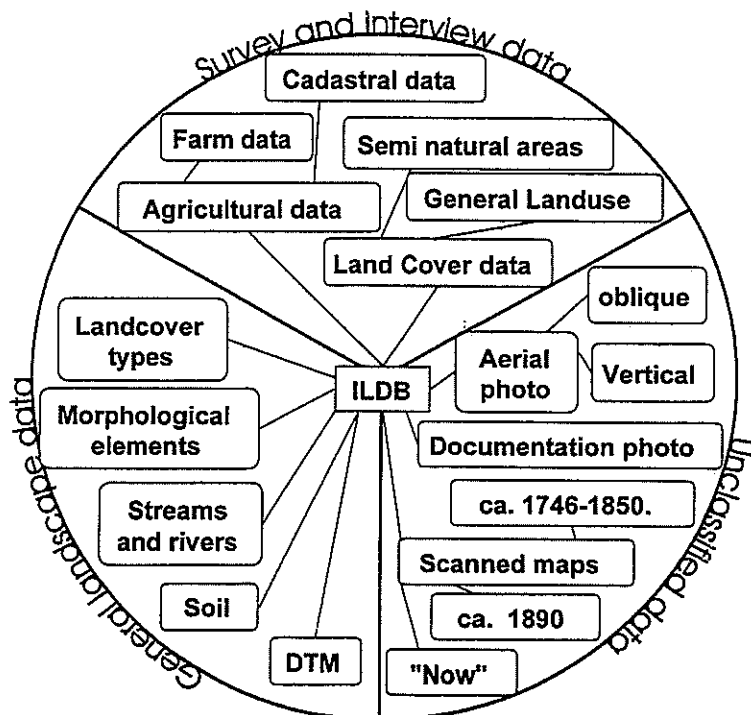 Survey and Interview data
Cadastral data
Farm data
Semi natural areas
Agricultural data
General Landuse
Land Cover data
oblique
Landcover
types
Aerial
photo
Vertical
ILDB
Morphological
elements
Documentation photo
General landscape data
Unclassified data
Streams
and rivers
ca. 1746-1850.
Scanned maps
Soil
ca. 1890
DTM
"Now"